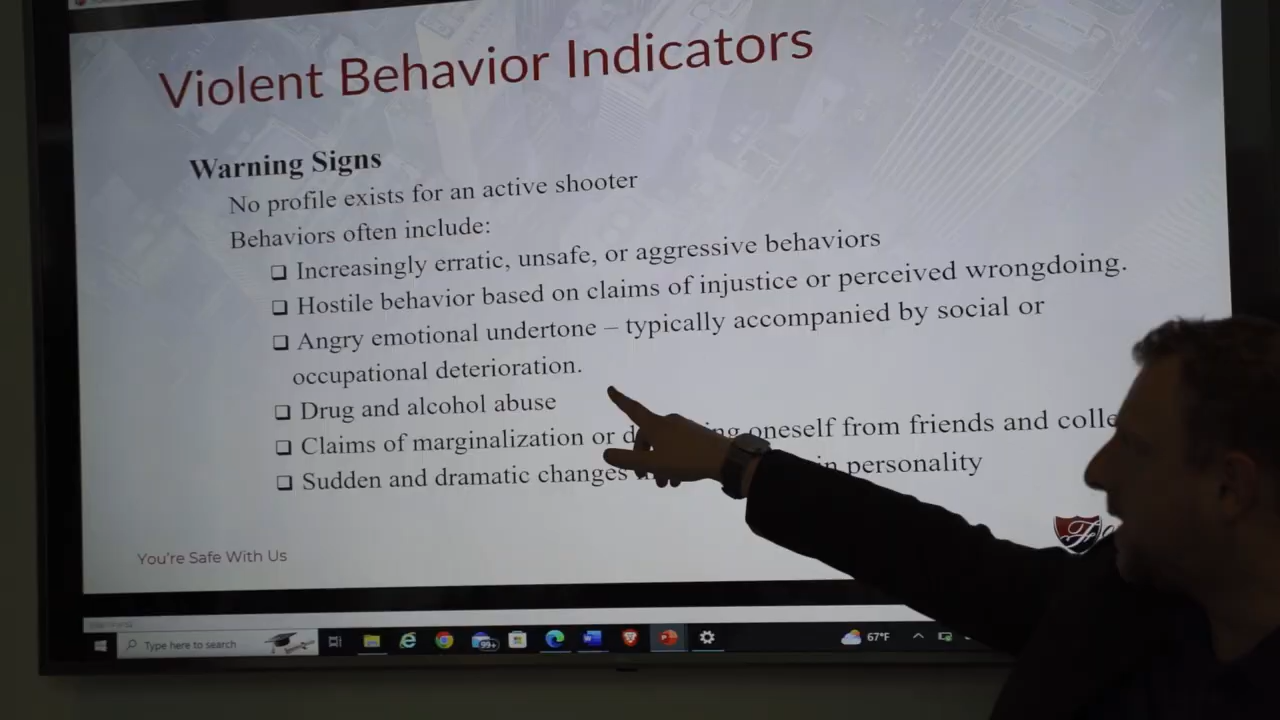 Violent Behavior Indicators
Warning Signs
No profile exists for an active shooter
Behaviors often include:
❑ Increasingly erratic, unsafe, or aggressive behaviors
❑ Hostile behavior based on claims of injustice or perceived wrongdoing.
❑ Angry emotional undertone – typically accompanied by social or
occupational deterioration.
❑ Drug and alcohol abuse
❑ Claims of marginalization or oneself from friends and
❑ Sudden and dramatic changes in personality
You're Safe With Us
Type here to search
99+
67°F